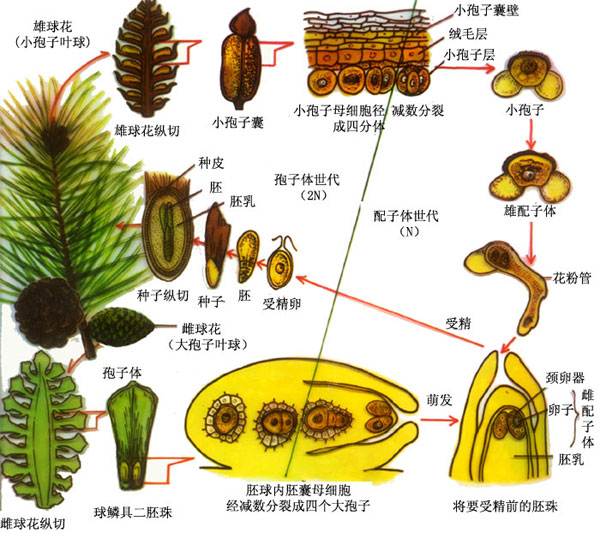 雄球花
(小孢子叶球)
雄球花纵切
小孢子囊
小孢子囊壁
绒毛层
小孢子层
小孢子母细胞径 减数分裂
成四分体
小孢子
雄配子体
花粉管
孢子体世代
(2N)
配子体世代
(N)
种皮
胚
胚乳
种子纵切
种子
胚
受精卵
受精
雌球花
(大孢子叶球)
孢子体
雌球花纵切
球鳞具二胚珠
胚球内胚囊母细胞
经减数分裂成四个大孢子
萌发
颈卵器
卵子
雌配子体
胚乳
将要受精前的胚珠